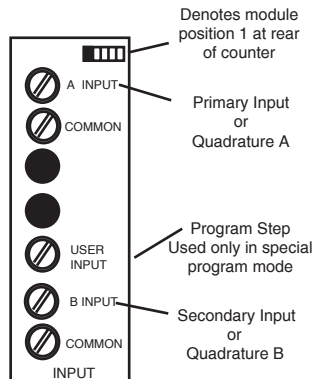 Denotes module
position 1 at rear
of counter
A INPUT
Primary Input
or
Quadrature A
COMMON
USER
INPUT
Program Step
Used only in special
program mode
B INPUT
Secondary Input
or
Quadrature B
COMMON
INPUT